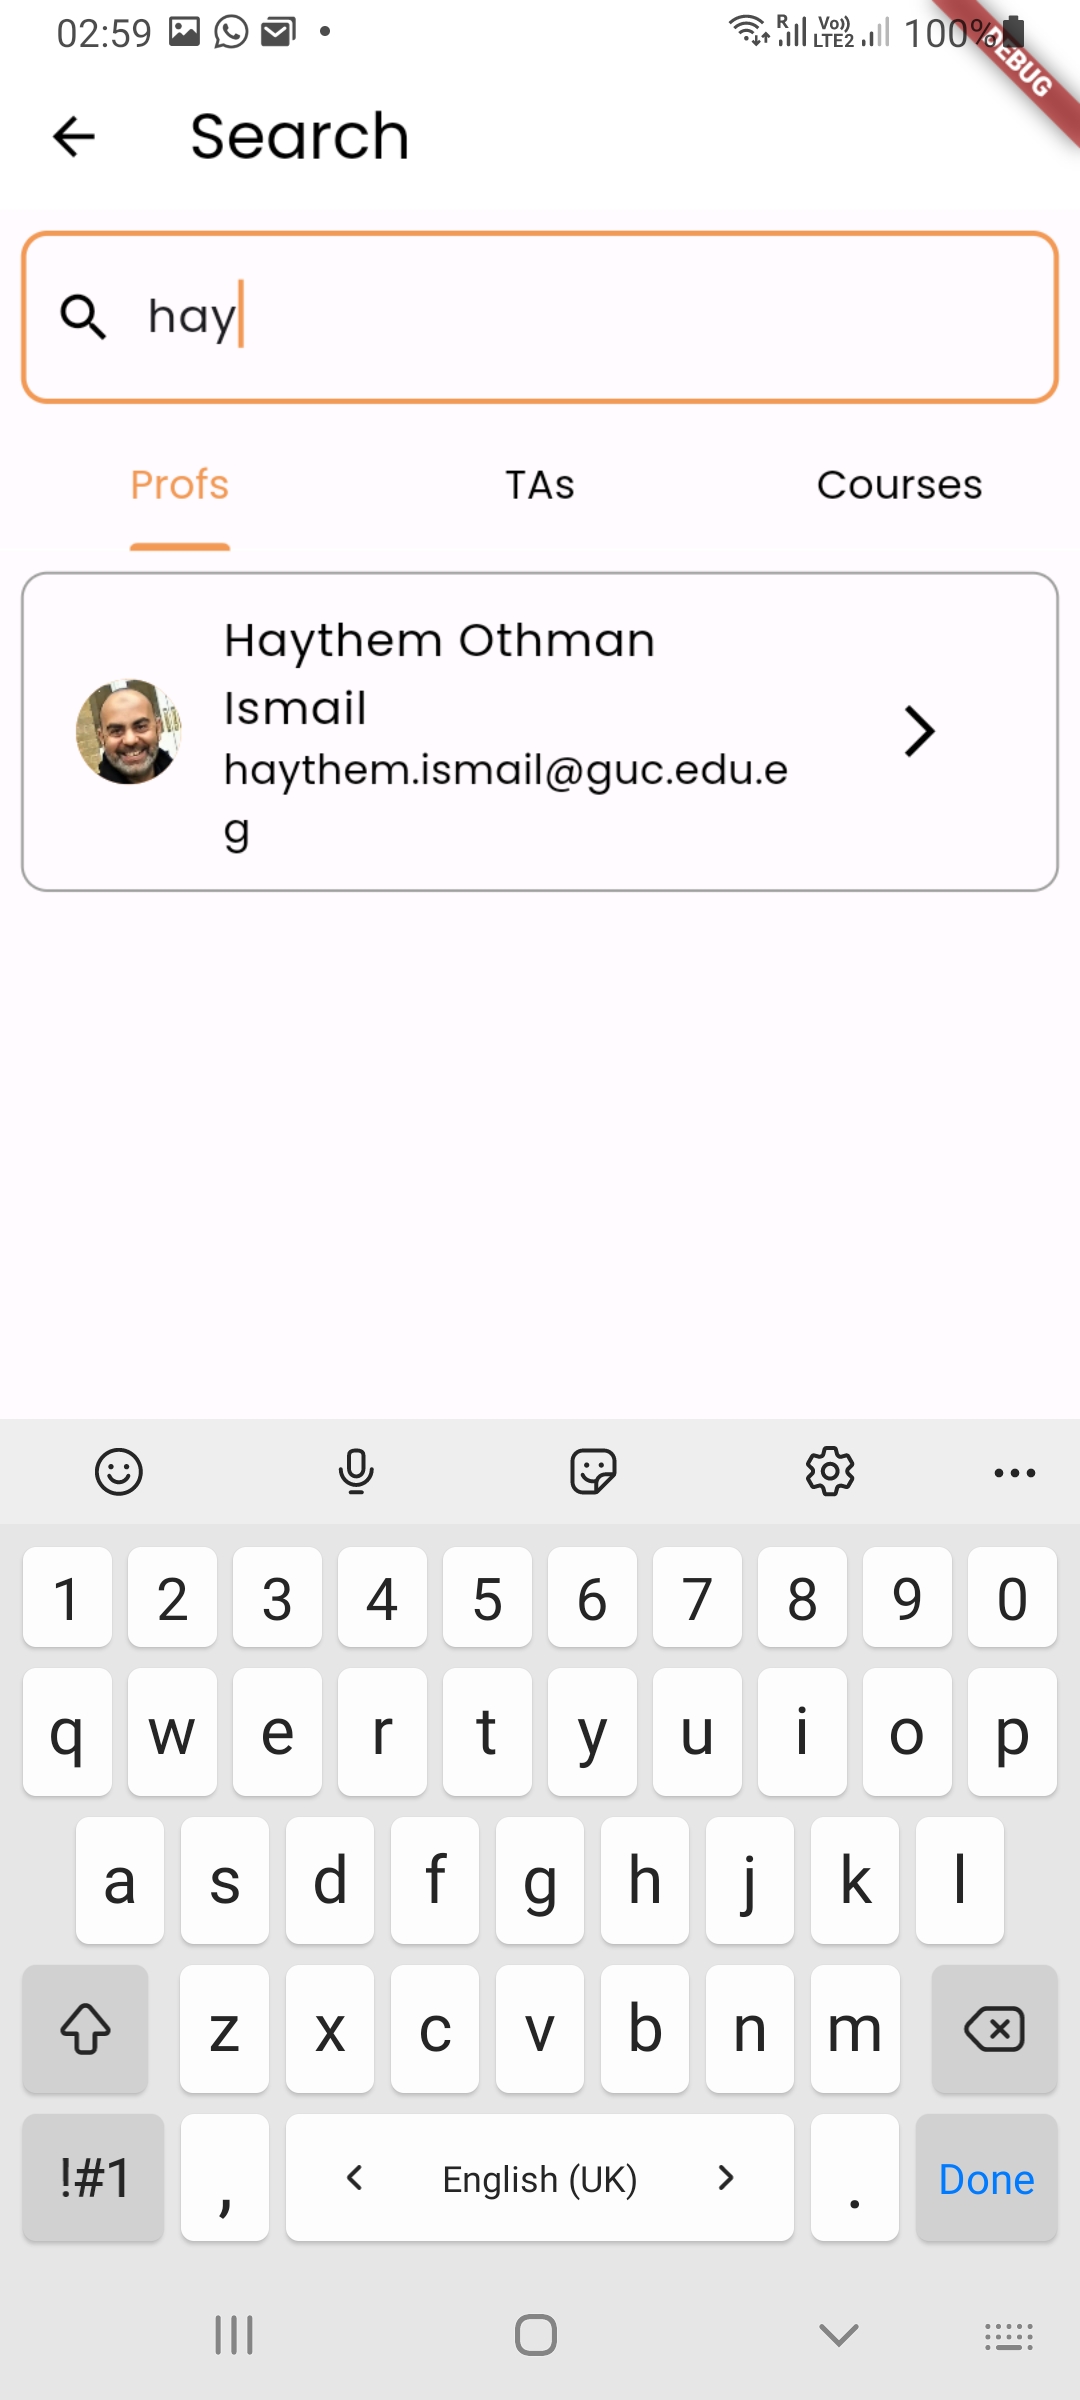 02:59
R
Vo))
LTE2
100%
DEBUG
Search
hay
Profs
TAs
Courses
Haythem Othman
Ismail
haythem.ismail@guc.edu.e
g
1 2 3 4 5 6 7 8 9 0
q w e r t y u i o p
a s d f g h j k l
z x c v b n m
!#1 , < English (UK) > . Done